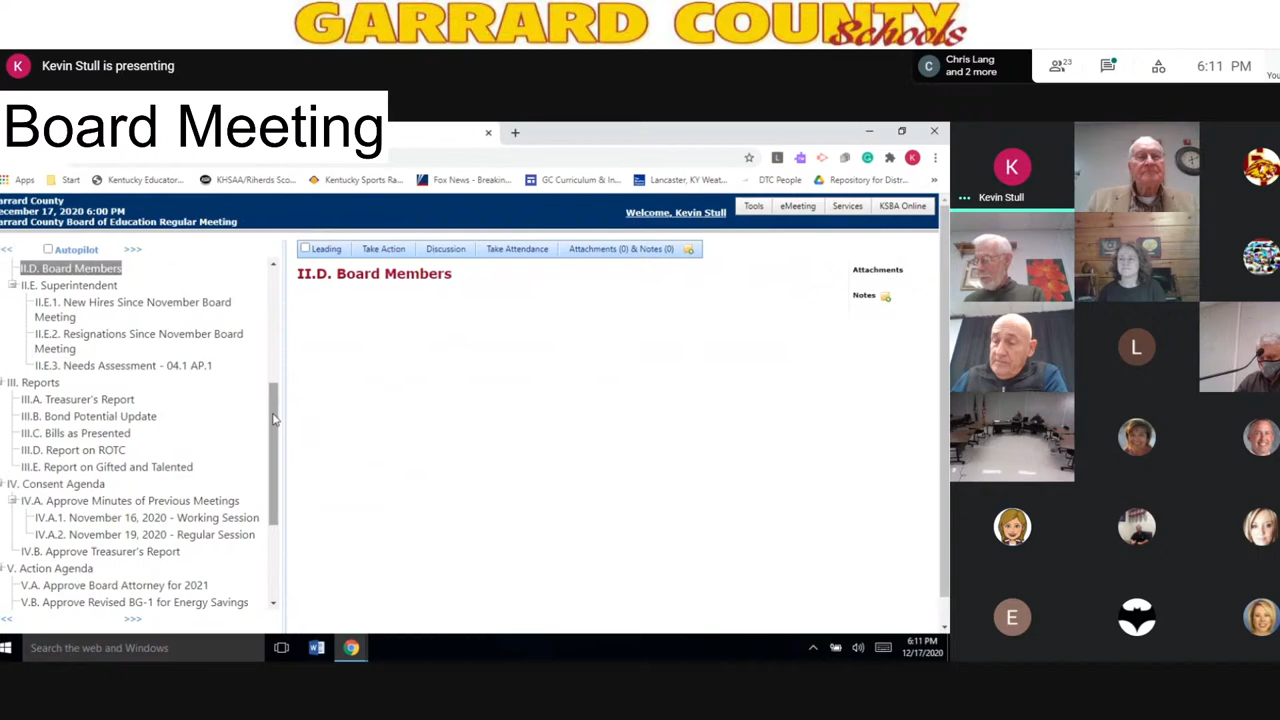 GARRARD COUNTY
Schools
K Kevin Stull is presenting
C Chris Lang
and 2 more
23
6:11 PM
You
Board Meeting
Apps
Start
Kentucky Educator...
KHSAA/Riherds Sco...
Kentucky Sports Ra...
Fox News - Breakin...
GC Curriculum & In...
Lancaster, KY Weat...
DTC People
Repository for Distr...
»
arrard County
ecember 17, 2020 6:00 PM
arrard County Board of Education Regular Meeting
Welcome, Kevin Stull
Tools
eMeeting
Services
KSBA Online
<<
Autopilot
>>>
II.D. Board Members
II.E. Superintendent
II.E.1. New Hires Since November Board
Meeting
II.E.2. Resignations Since November Board
Meeting
II.E.3. Needs Assessment - 04.1 AP.1
III. Reports
III.A. Treasurer's Report
III.B. Bond Potential Update
III.C. Bills as Presented
III.D. Report on ROTC
III.E. Report on Gifted and Talented
IV. Consent Agenda
IV.A. Approve Minutes of Previous Meetings
IV.A.1. November 16, 2020 - Working Session
IV.A.2. November 19, 2020 - Regular Session
IV.B. Approve Treasurer's Report
V. Action Agenda
V.A. Approve Board Attorney for 2021
V.B. Approve Revised BG-1 for Energy Savings
<<
>>>
Leading
Take Action
Discussion
Take Attendance
Attachments (0) & Notes (0)
II.D. Board Members
Attachments
Notes
K
Kevin Stull
L
E
Search the web and Windows
6:11 PM
12/17/2020